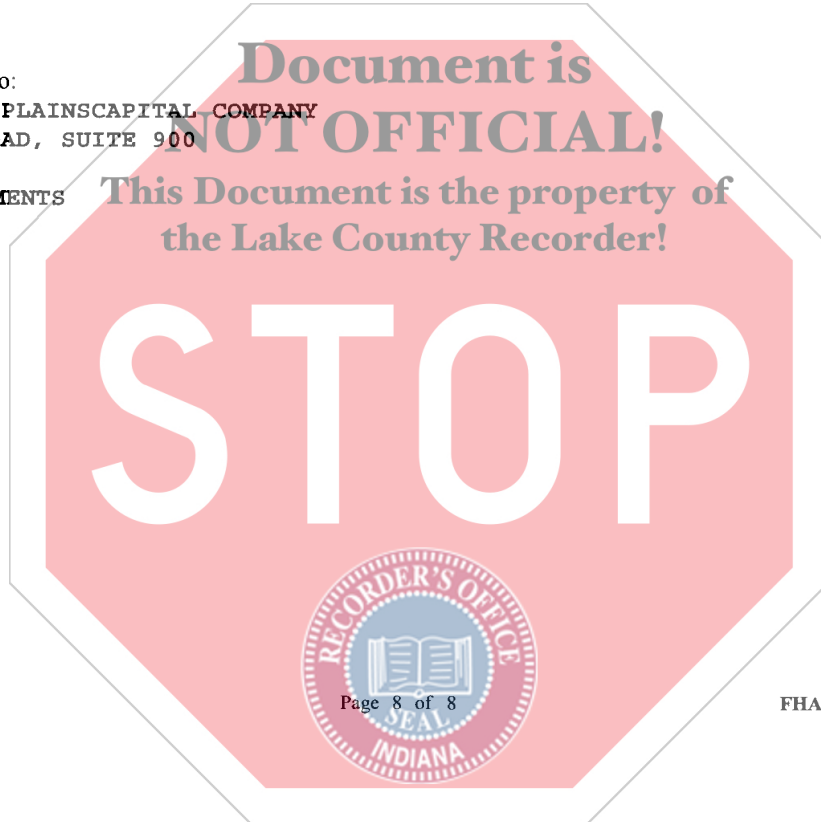 Document is
o:
PLAINSCAPITAL COMPANY
NOT OFFICIAL!
AD, SUITE 900
MENTS
This Document is the property of
the Lake County Recorder!
STOP
RECORDER'S OFFICE
Page 8 of 8
FHA
SEAL
INDIANA